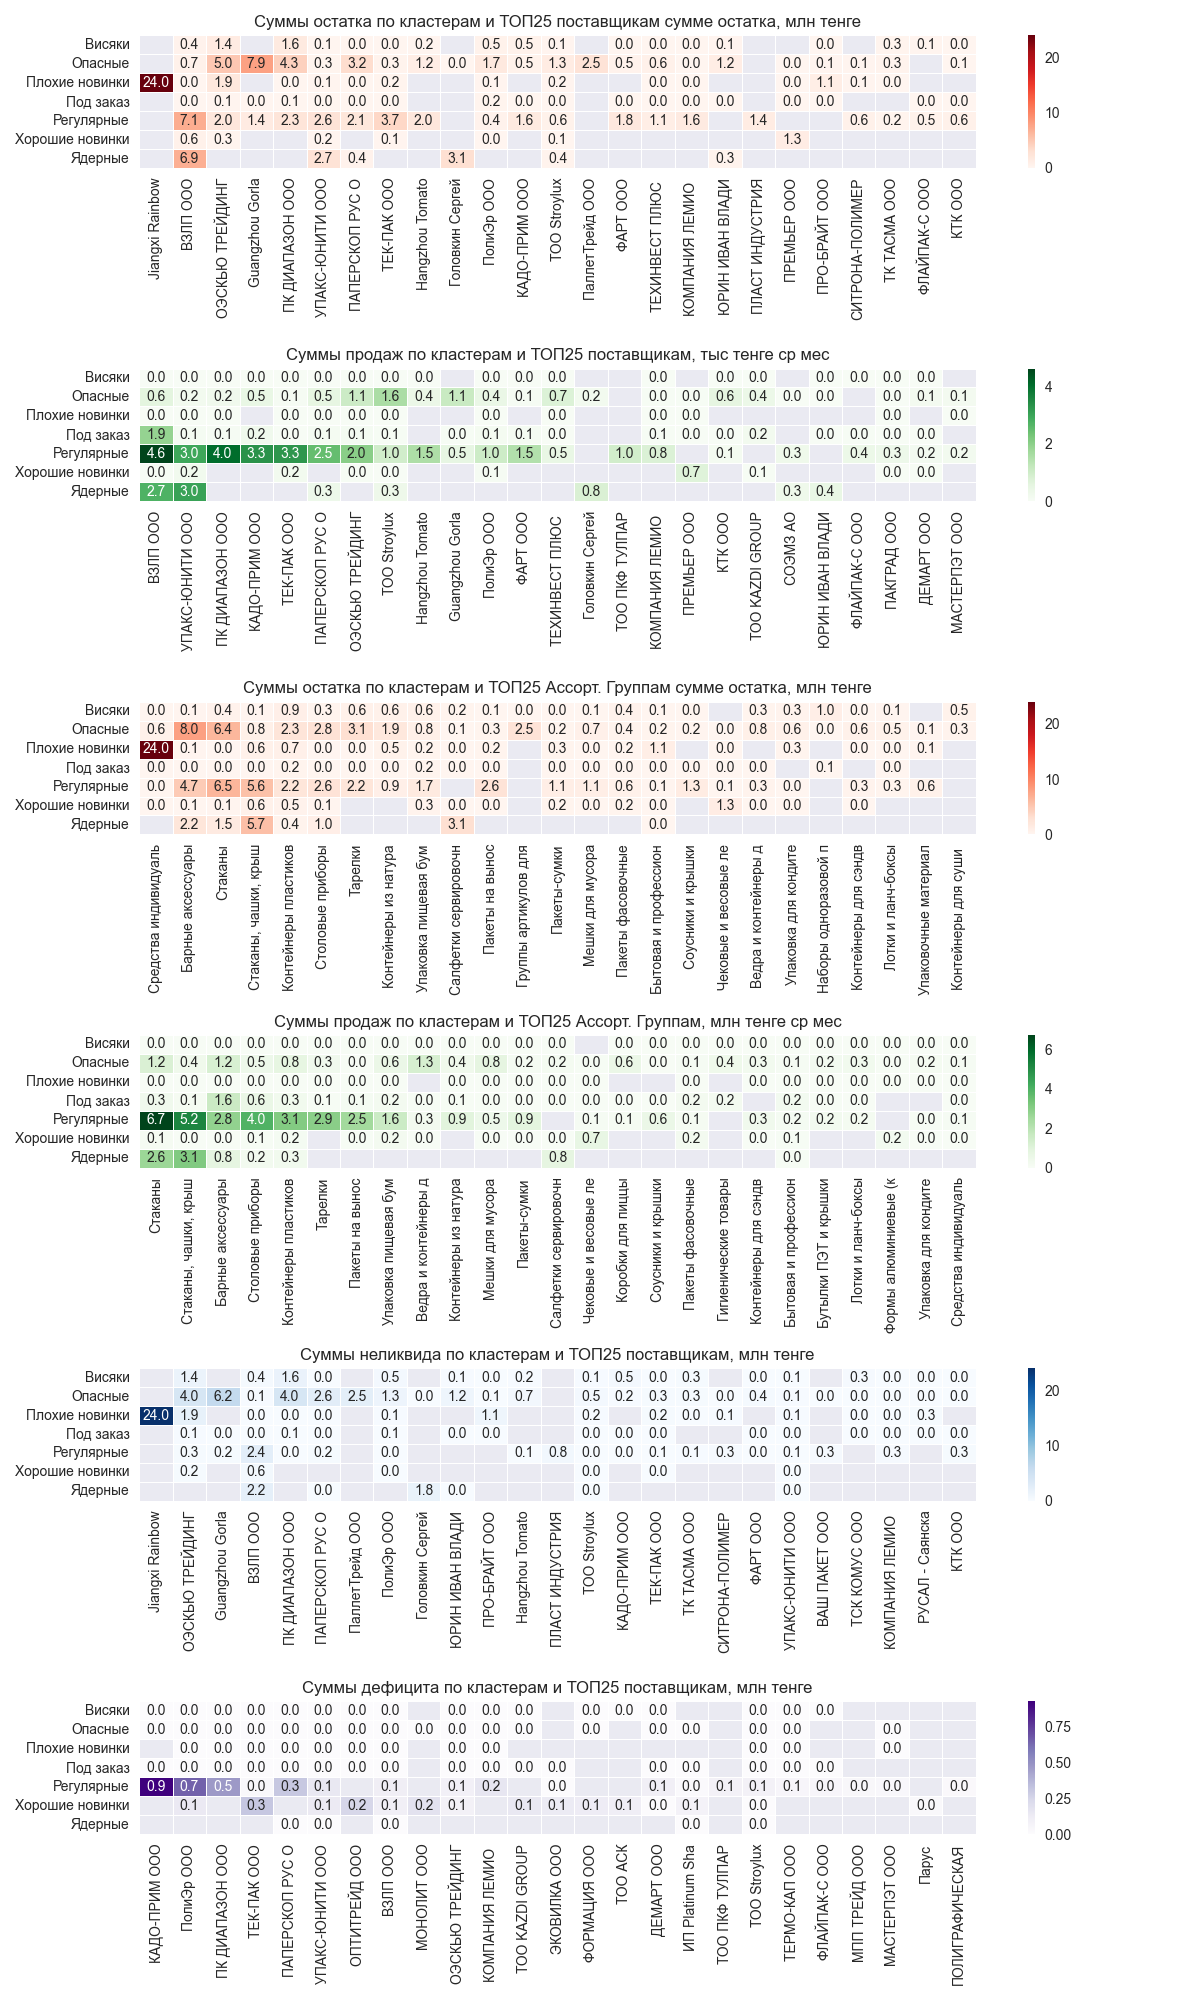 Суммы остатка по кластерам и ТОП25 поставщикам сумме остатка, млн тенге
Висяки 0.4 1.4 1.6 0.1 0.0 0.0 0.2 0.5 0.5 0.1 0.0 0.0 0.0 0.1 0.0 0.3 0.1 0.0
Опасные 0.7 5.0 7.9 4.3 0.3 3.2 0.3 1.2 0.0 1.7 0.5 1.3 2.5 0.5 0.6 0.0 1.2 0.0 0.1 0.1 0.3 0.1
Плохие новинки 24.0 0.0 1.9 0.0 0.1 0.0 0.2 0.1 0.2 0.0 0.0 0.0 1.1 0.1 0.0
Под заказ 0.0 0.1 0.0 0.1 0.0 0.0 0.0 0.2 0.0 0.0 0.0 0.0 0.0 0.0 0.0 0.0 0.0 0.0
Регулярные 7.1 2.0 1.4 2.3 2.6 2.1 3.7 2.0 0.4 1.6 0.6 1.8 1.1 1.6 1.4 0.6 0.2 0.5 0.6
Хорошие новинки 0.6 0.3 0.2 0.1 0.0 0.1 1.3
Ядерные 6.9 2.7 0.4 3.1 0.4 0.3
20
10
0
Jiangxi Rainbow
ВЗЛП ООО
ОЭСКЬЮ ТРЕЙДИНГ
Guangzhou Gorla
ПК ДИАПАЗОН ООО
УПАКС-ЮНИТИ ООО
ПАПЕРСКОП РУС О
ТЕК-ПАК ООО
Hangzhou Tomato
Головкин Сергей
ПолиЭр ООО
КАДО-ПРИМ ООО
ТОО Stroylux
ПаллетТрейд ООО
ФАРТ ООО
ТЕХИНВЕСТ ПЛЮС
КОМПАНИЯ ЛЕМИО
ЮРИН ИВАН ВЛАДИ
ПЛАСТ ИНДУСТРИЯ
ПРЕМЬЕР ООО
ПРО-БРАЙТ ООО
СИТРОНА-ПОЛИМЕР
ТК ТАСМА ООО
ФЛАЙПАК-С ООО
КТК ООО
Суммы продаж по кластерам и ТОП25 поставщикам, тыс тенге ср мес
Висяки 0.0 0.0 0.0 0.0 0.0 0.0 0.0 0.0 0.0 0.0 0.0 0.0 0.0 0.0 0.0 0.0 0.0 0.0 0.0
Опасные 0.6 0.2 0.2 0.5 0.1 0.5 1.1 1.6 0.4 1.1 0.4 0.1 0.7 0.2 0.0 0.0 0.6 0.4 0.0 0.0 0.0 0.1 0.1
Плохие новинки 0.0 0.0 0.0 0.0 0.0 0.0 0.0 0.0 0.0 0.0 0.0 0.0 0.0
Под заказ 1.9 0.1 0.1 0.2 0.0 0.1 0.1 0.1 0.0 0.1 0.1 0.0 0.1 0.0 0.0 0.2 0.0 0.0 0.0 0.0
Регулярные 4.6 3.0 4.0 3.3 3.3 2.5 2.0 1.0 1.5 0.5 1.0 1.5 0.5 1.0 0.8 0.1 0.3 0.4 0.3 0.2 0.2
Хорошие новинки 0.0 0.2 0.2 0.0 0.0 0.1 0.7 0.1 0.0 0.0
Ядерные 2.7 3.0 0.3 0.3 0.8 0.3 0.4
4
2
0
ВЗЛП ООО
УПАКС-ЮНИТИ ООО
ПК ДИАПАЗОН ООО
КАДО-ПРИМ ООО
ТЕК-ПАК ООО
ПАПЕРСКОП РУС О
ОЭСКЬЮ ТРЕЙДИНГ
ТОО Stroylux
Hangzhou Tomato
Guangzhou Gorla
ПолиЭр ООО
ФАРТ ООО
ТЕХИНВЕСТ ПЛЮС
Головкин Сергей
ТОО ПКФ ТУЛПАР
КОМПАНИЯ ЛЕМИО
ПРЕМЬЕР ООО
КТК ООО
ТОО KAZDI GROUP
СОЭМЗ АО
ЮРИН ИВАН ВЛАДИ
ФЛАЙПАК-С ООО
ПАКГРАД ООО
ДЕМАРТ ООО
МАСТЕРПЭТ ООО
Суммы остатка по кластерам и ТОП25 Ассорт. Группам сумме остатка, млн тенге
Висяки 0.0 0.1 0.4 0.1 0.9 0.3 0.6 0.6 0.6 0.2 0.1 0.0 0.0 0.1 0.4 0.1 0.0 0.3 0.3 1.0 0.0 0.1 0.5
Опасные 0.6 8.0 6.4 0.8 2.3 2.8 3.1 1.9 0.8 0.1 0.3 2.5 0.2 0.7 0.4 0.2 0.2 0.0 0.8 0.6 0.0 0.6 0.5 0.1 0.3
Плохие новинки 24.0 0.1 0.0 0.6 0.7 0.0 0.0 0.5 0.2 0.0 0.2 0.3 0.0 0.2 1.1 0.0 0.3 0.0 0.0 0.1
Под заказ 0.0 0.0 0.0 0.0 0.2 0.0 0.0 0.0 0.2 0.0 0.0 0.0 0.0 0.0 0.0 0.0 0.0 0.0 0.1 0.0
Регулярные 0.0 4.7 6.5 5.6 2.2 2.6 2.2 0.9 1.7 2.6 1.1 1.1 0.6 0.1 1.3 0.1 0.3 0.0 0.3 0.3 0.6
Хорошие новинки 0.0 0.1 0.1 0.6 0.5 0.1 0.3 0.0 0.0 0.2 0.0 0.2 0.0 1.3 0.0 0.0
Ядерные 2.2 1.5 5.7 0.4 1.0 3.1 0.0
20
10
0
Средства индивидуаль
Барные аксессуары
Стаканы
Стаканы, чашки, крыш
Контейнеры пластиков
Столовые приборы
Тарелки
Контейнеры из натура
Упаковка пищевая бум
Салфетки сервировочн
Пакеты на вынос
Группы артикулов для
Пакеты-сумки
Мешки для мусора
Пакеты фасовочные
Бытовая и профессион
Соусники и крышки
Чековые и весовые ле
Ведра и контейнеры д
Упаковка для кондите
Наборы одноразовой п
Контейнеры для сэндв
Лотки и ланч-боксы
Упаковочные материал
Контейнеры для суши
Суммы продаж по кластерам и ТОП25 Ассорт. Группам, млн тенге ср мес
Висяки 0.0 0.0 0.0 0.0 0.0 0.0 0.0 0.0 0.0 0.0 0.0 0.0 0.0 0.0 0.0 0.0 0.0 0.0 0.0 0.0 0.0 0.0 0.0 0.0
Опасные 1.2 0.4 1.2 0.5 0.8 0.3 0.0 0.6 1.3 0.4 0.8 0.2 0.2 0.0 0.6 0.0 0.1 0.4 0.3 0.1 0.2 0.3 0.0 0.2 0.1
Плохие новинки 0.0 0.0 0.0 0.0 0.0 0.0 0.0 0.0 0.0 0.0 0.0 0.0 0.0 0.0 0.0 0.0 0.0 0.0 0.0 0.0 0.0
Под заказ 0.3 0.1 1.6 0.6 0.3 0.1 0.1 0.2 0.0 0.1 0.0 0.0 0.0 0.0 0.0 0.0 0.2 0.2 0.2 0.0 0.0 0.0
Регулярные 6.7 5.2 2.8 4.0 3.1 2.9 2.5 1.6 0.3 0.9 0.5 0.9 0.1 0.1 0.6 0.1 0.3 0.2 0.2 0.2 0.0 0.1
Хорошие новинки 0.1 0.0 0.0 0.1 0.2 0.0 0.2 0.0 0.0 0.0 0.0 0.7 0.2 0.0 0.1 0.2 0.0 0.0
Ядерные 2.6 3.1 0.8 0.2 0.3 0.8 0.0
6
4
2
0
Стаканы
Стаканы, чашки, крыш
Барные аксессуары
Столовые приборы
Контейнеры пластиков
Тарелки
Пакеты на вынос
Упаковка пищевая бум
Ведра и контейнеры д
Контейнеры из натура
Мешки для мусора
Пакеты-сумки
Салфетки сервировочн
Чековые и весовые ле
Коробки для пиццы
Соусники и крышки
Пакеты фасовочные
Гигиенические товары
Контейнеры для сэндв
Бытовая и профессион
Бутылки ПЭТ и крышки
Лотки и ланч-боксы
Формы алюминиевые (к
Упаковка для кондите
Средства индивидуаль
Суммы неликвида по кластерам и ТОП25 поставщикам, млн тенге
Висяки 1.4 0.4 1.6 0.0 0.5 0.1 0.0 0.2 0.1 0.5 0.0 0.3 0.0 0.1 0.3 0.0 0.0 0.0
Опасные 4.0 6.2 0.1 4.0 2.6 2.5 1.3 0.0 1.2 0.1 0.7 0.5 0.2 0.3 0.3 0.0 0.4 0.1 0.0 0.0 0.0 0.0 0.0
Плохие новинки 24.0 1.9 0.0 0.0 0.0 0.1 1.1 0.2 0.2 0.0 0.1 0.1 0.0 0.0 0.3
Под заказ 0.1 0.0 0.0 0.1 0.0 0.1 0.0 0.0 0.0 0.0 0.0 0.0 0.0 0.0 0.0 0.0 0.0
Регулярные 0.3 0.2 2.4 0.0 0.2 0.0 0.1 0.8 0.0 0.0 0.1 0.1 0.3 0.0 0.1 0.3 0.3 0.3
Хорошие новинки 0.2 0.6 0.0 0.0 0.0 0.0
Ядерные 2.2 0.0 1.8 0.0 0.0 0.0
20
10
0
Jiangxi Rainbow
ОЭСКЬЮ ТРЕЙДИНГ
Guangzhou Gorla
ВЗЛП ООО
ПК ДИАПАЗОН ООО
ПАПЕРСКОП РУС О
ПаллетТрейд ООО
ПолиЭр ООО
Головкин Сергей
ЮРИН ИВАН ВЛАДИ
ПРО-БРАЙТ ООО
Hangzhou Tomato
ПЛАСТ ИНДУСТРИЯ
ТОО Stroylux
КАДО-ПРИМ ООО
ТЕК-ПАК ООО
ТК ТАСМА ООО
СИТРОНА-ПОЛИМЕР
ФАРТ ООО
УПАКС-ЮНИТИ ООО
ВАШ ПАКЕТ ООО
ТСК КОМУС ООО
КОМПАНИЯ ЛЕМИО
РУСАЛ - Саянска
КТК ООО
Суммы дефицита по кластерам и ТОП25 поставщикам, млн тенге
Висяки 0.0 0.0 0.0 0.0 0.0 0.0 0.0 0.0 0.0 0.0 0.0 0.0 0.0 0.0 0.0 0.0 0.0
Опасные 0.0 0.0 0.0 0.0 0.0 0.0 0.0 0.0 0.0 0.0 0.0 0.0 0.0 0.0 0.0 0.0 0.0 0.0 0.0
Плохие новинки 0.0 0.0 0.0 0.0 0.0 0.0 0.0 0.0 0.0 0.0 0.0 0.0
Под заказ 0.0 0.0 0.0 0.0 0.0 0.0 0.0 0.0 0.0 0.0 0.0 0.0 0.0 0.0 0.0 0.0 0.0 0.0
Регулярные 0.9 0.7 0.5 0.0 0.3 0.1 0.1 0.1 0.2 0.0 0.1 0.0 0.1 0.1 0.1 0.0 0.0 0.0 0.0
Хорошие новинки 0.1 0.3 0.1 0.2 0.1 0.2 0.1 0.1 0.1 0.1 0.1 0.0 0.1 0.0 0.0
Ядерные 0.0 0.0 0.0 0.0 0.0
0.75
0.50
0.25
0.00
КАДО-ПРИМ ООО
ПолиЭр ООО
ПК ДИАПАЗОН ООО
ТЕК-ПАК ООО
ПАПЕРСКОП РУС О
УПАКС-ЮНИТИ ООО
ОПТИТРЕЙД ООО
ВЗЛП ООО
МОНОЛИТ ООО
ОЭСКЬЮ ТРЕЙДИНГ
КОМПАНИЯ ЛЕМИО
ТОО KAZDI GROUP
ЭКОВИЛКА ООО
ФОРМАЦИЯ ООО
ТОО АСК
ДЕМАРТ ООО
ИП Platinum Sha
ТОО ПКФ ТУЛПАР
ТОО Stroylux
ТЕРМО-КАП ООО
ФЛАЙПАК-С ООО
МПП ТРЕЙД ООО
МАСТЕРПЭТ ООО
Парус
ПОЛИГРАФИЧЕСКАЯ